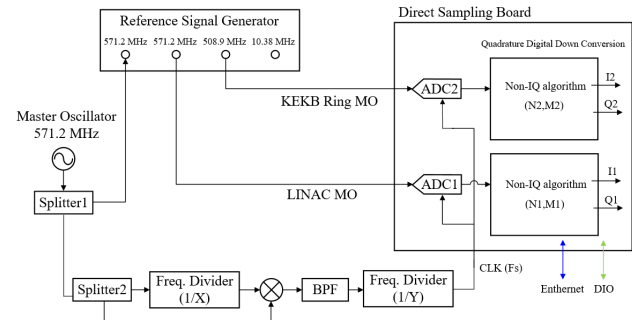 Direct Sampling Board
Reference Signal Generator
571.2 MHz 571.2 MHz 508.9 MHz 10.38 MHz
Quadrature Digital Down Conversion
ADC2
Non-IQ algorithm
(N2,M2)
I2
Q2
KEKB Ring MO
Master Oscillator
571.2 MHz
ADC1
Non-IQ algorithm
(N1,M1)
I1
Q1
LINAC MO
Splitter1
CLK (Fs)
Splitter2
Freq. Divider
(1/X)
BPF
Freq. Divider
(1/Y)
Enthernet
DIO